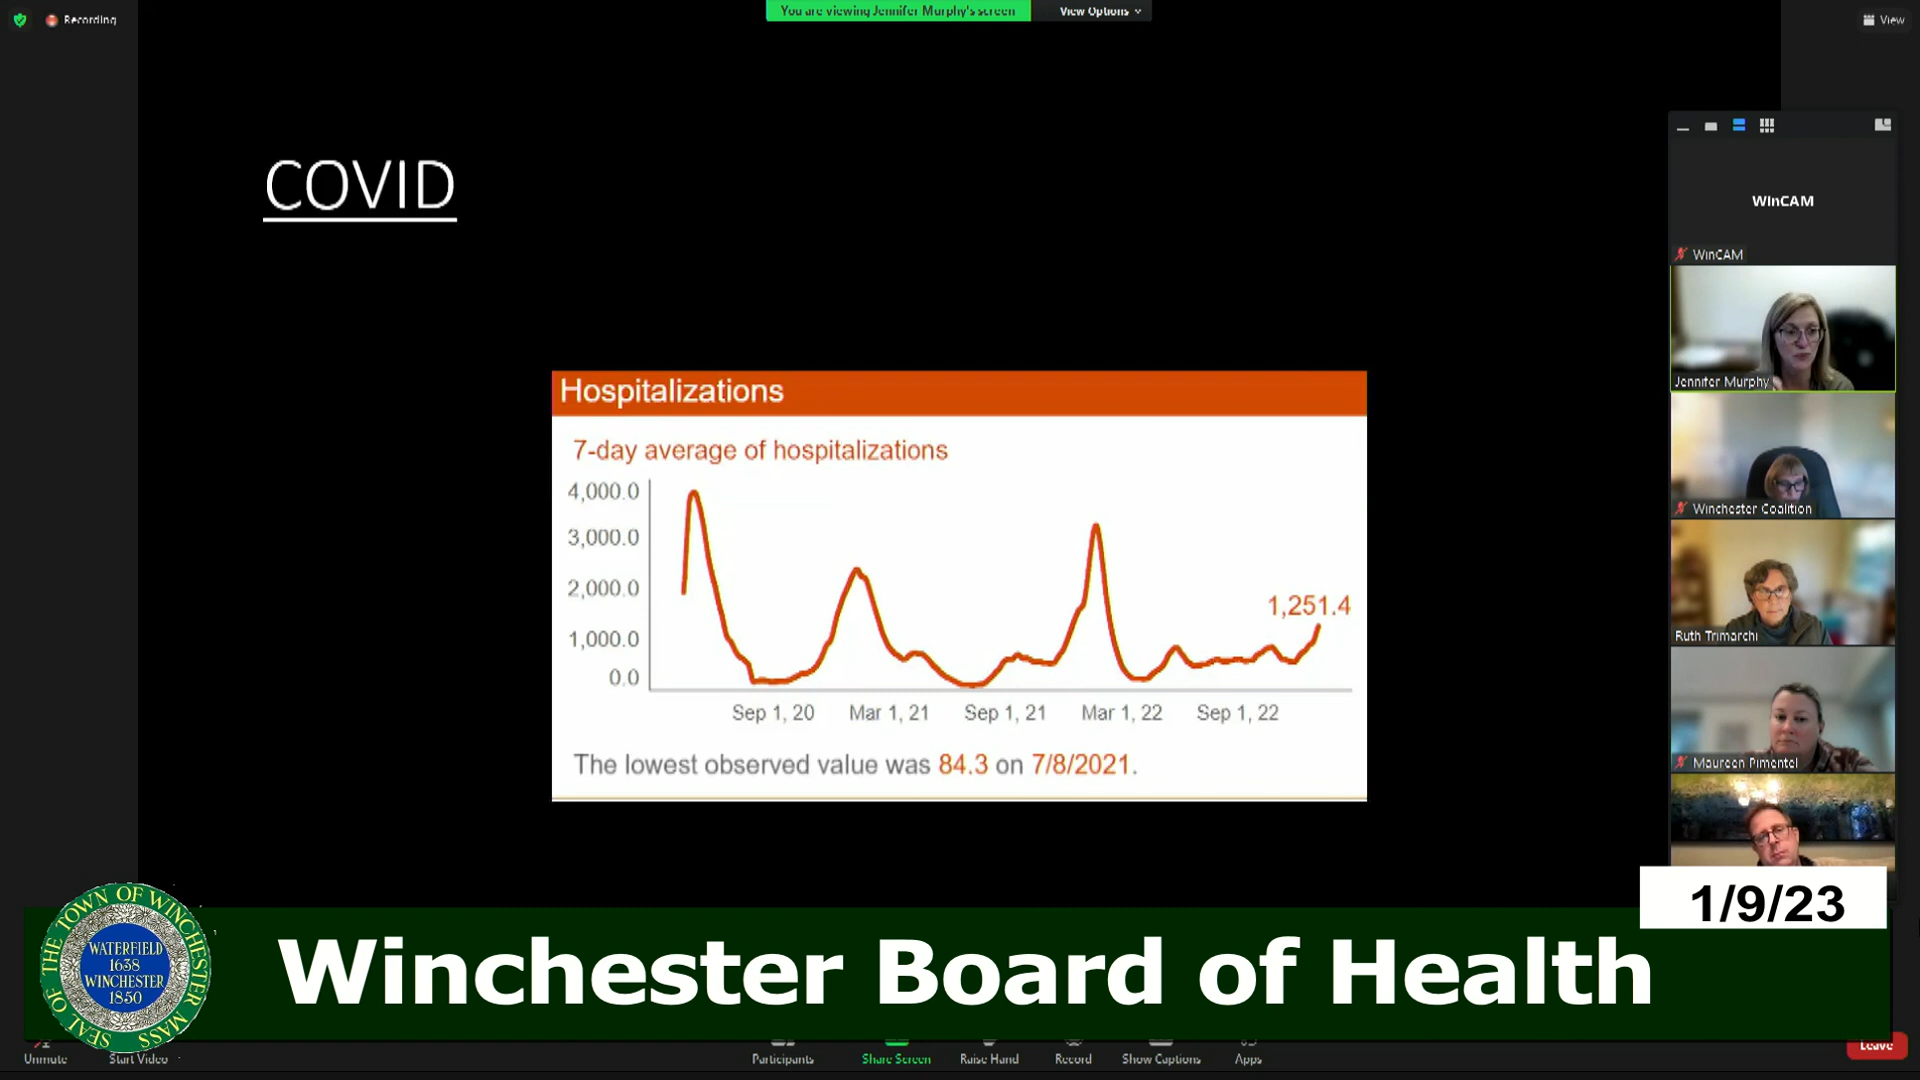 Recording
You are viewing Jennifer Murphy's screen
View Options
View
COVID
WinCAM
WinCAM
Jennifer Murphy
Winchester Coalition
Ruth Trimarchi
Maureen Pimentel
Hospitalizations
7-day average of hospitalizations
4,000.0
3,000.0
2,000.0
1,000.0
0.0
1,251.4
Sep 1, 20
Mar 1, 21
Sep 1, 21
Mar 1, 22
Sep 1, 22
The lowest observed value was 84.3 on 7/8/2021.
1/9/23
THE TOWN OF WINCHESTER MASS
SEAL OF
WATERFIELD
1638
WINCHESTER
1850
Winchester Board of Health
Unmute
Start Video
Participants
Share Screen
Raise Hand
Record
Show Captions
Apps
Leave